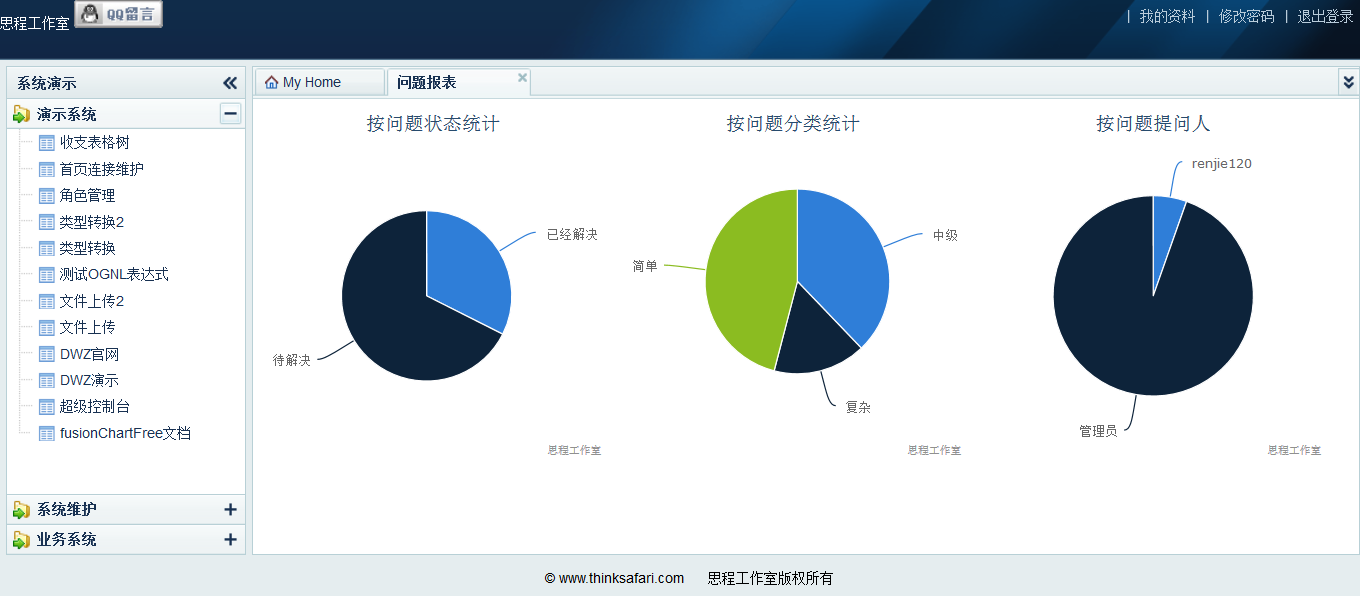 思程工作室 QQ留言
| 我的资料 | 修改密码 | 退出登录
系统演示
演示系统
收支表格树
首页连接维护
角色管理
类型转换2
类型转换
测试OGNL表达式
文件上传2
文件上传
DWZ官网
DWZ演示
超级控制台
fusionChartFree文档
系统维护
业务系统
My Home 问题报表
按问题状态统计
已经解决
待解决
思程工作室
按问题分类统计
中级
简单
复杂
思程工作室
按问题提问人
renjie120
管理员
思程工作室
© www.thinksafari.com 思程工作室版权所有